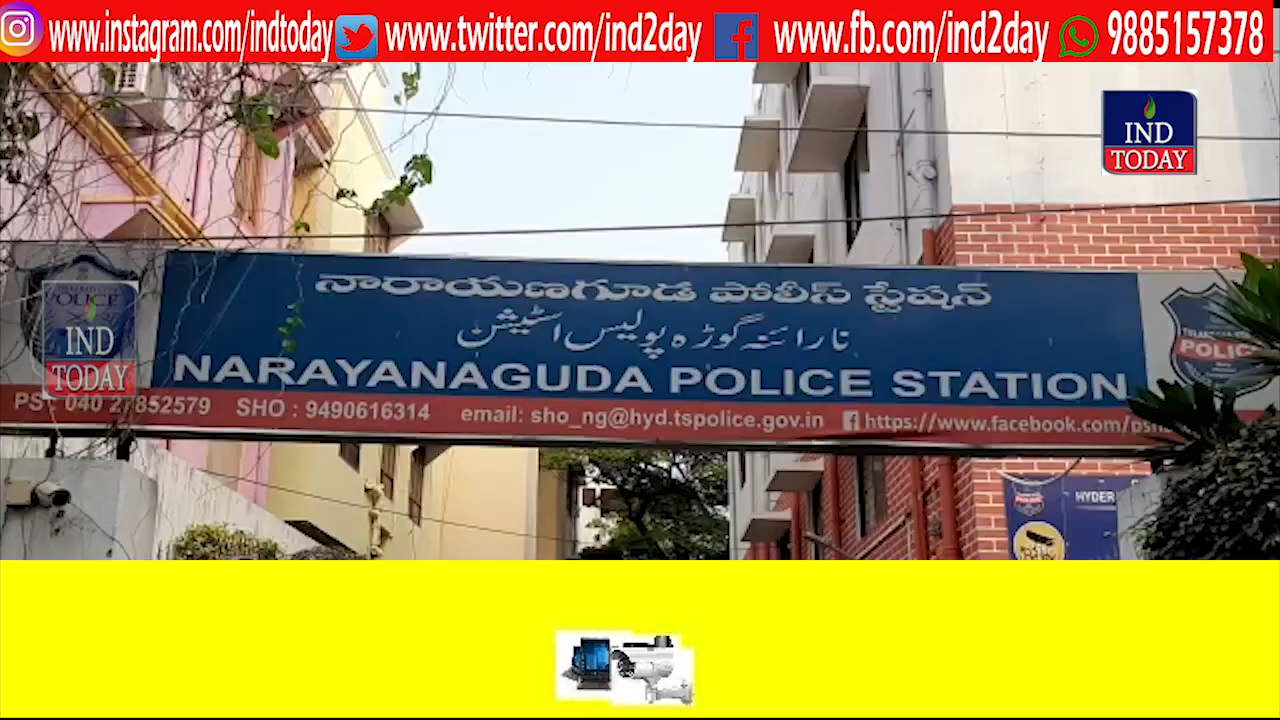 www.instagram.com/indtoday www.twitter.com/ind2day www.fb.com/ind2day 9885157378
IND
TODAY
నారాయణగూడ పోలీస్ స్టేషన్
نارائنہ گوڑہ پولیس اسٹیشن
NARAYANAGUDA POLICE STATION
POLICE
IND
TODAY
POLICE
PS: 040 27852579 SHO : 9490616314 email: sho_ng@hyd.tspolice.gov.in https://www.facebook.com/
HYDER